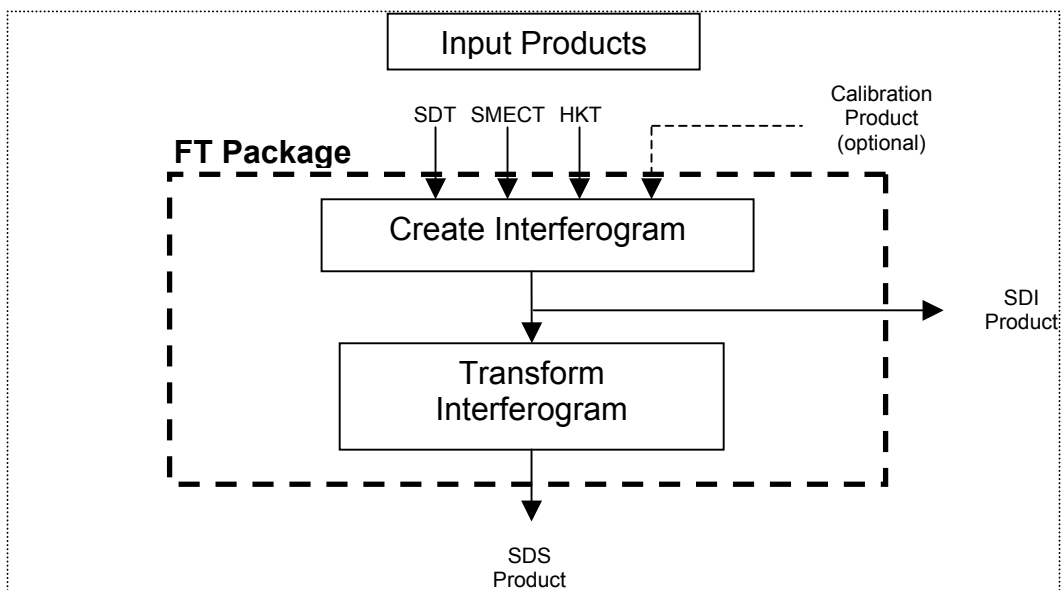 Input Products
SDT SMECT HKT
Calibration
Product
(optional)
FT Package
Create Interferogram
SDI
Product
Transform
Interferogram
SDS
Product